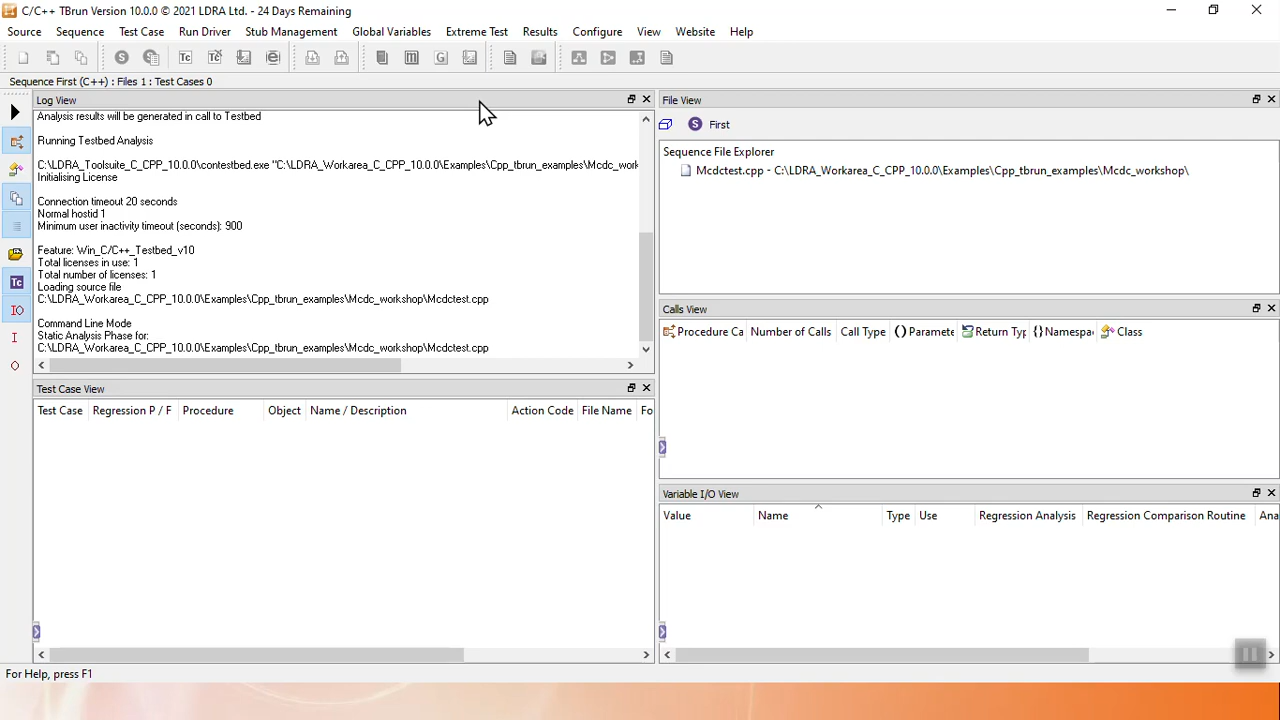 C/C++ TBrun Version 10.0.0 © 2021 LDRA Ltd. - 24 Days Remaining
Source Sequence Test Case Run Driver Stub Management Global Variables Extreme Test Results Configure View Website Help
Sequence First (C++) : Files 1 : Test Cases 0
Log View
Analysis results will be generated in call to Testbed
Running Testbed Analysis
C:\LDRA_Toolsuite_C_CPP_10.0.0\contestbed.exe "C:\LDRA_Workarea_C_CPP_10.0.0\Examples\Cpp_tbrun_examples\Mcdc_work
Initialising License
Connection timeout 20 seconds
Normal hostid 1
Minimum user inactivity timeout (seconds): 900
Feature: Win_C/C++_Testbed_v10
Total licenses in use: 1
Total number of licenses: 1
Loading source file
C:\LDRA_Workarea_C_CPP_10.0.0\Examples\Cpp_tbrun_examples\Mcdc_workshop\Mcdctest.cpp
Command Line Mode
Static Analysis Phase for:
C:\LDRA_Workarea_C_CPP_10.0.0\Examples\Cpp_tbrun_examples\Mcdc_workshop\Mcdctest.cpp
Test Case View
Test Case Regression P / F Procedure Object Name / Description Action Code File Name Fo
File View
S First
Sequence File Explorer
Mcdctest.cpp - C:\LDRA_Workarea_C_CPP_10.0.0\Examples\Cpp_tbrun_examples\Mcdc_workshop\
Calls View
Procedure Ca Number of Calls Call Type () Paramete Return Typ {} Namespac Class
Variable I/O View
Value Name Type Use Regression Analysis Regression Comparison Routine Ana
For Help, press F1